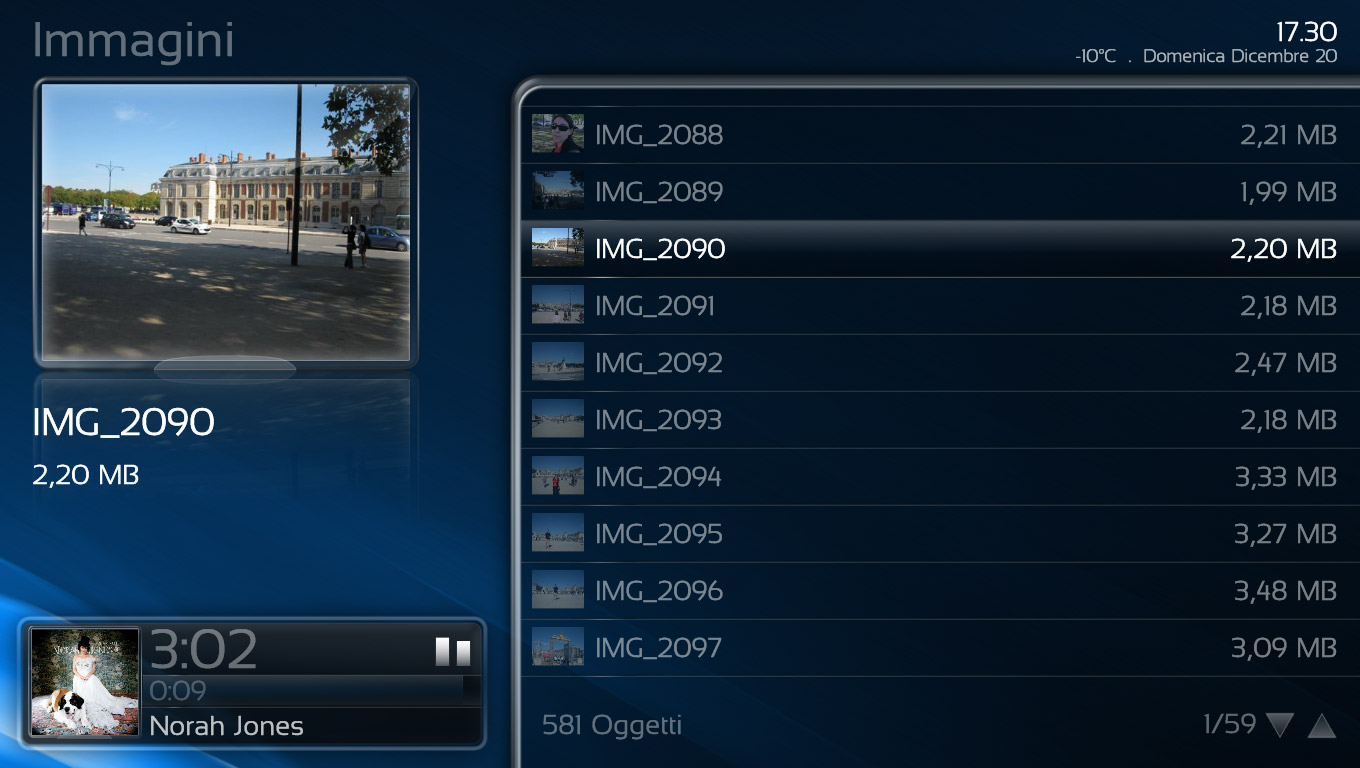 Immagini
17.30
-10°C . Domenica Dicembre 20
IMG_2088 2,21 MB
IMG_2089 1,99 MB
IMG_2090 2,20 MB
IMG_2091 2,18 MB
IMG_2092 2,47 MB
IMG_2093 2,18 MB
IMG_2094 3,33 MB
IMG_2095 3,27 MB
IMG_2096 3,48 MB
IMG_2097 3,09 MB
581 Oggetti 1/59
IMG_2090
2,20 MB
NORAH JONES
3:02
0:09
Norah Jones